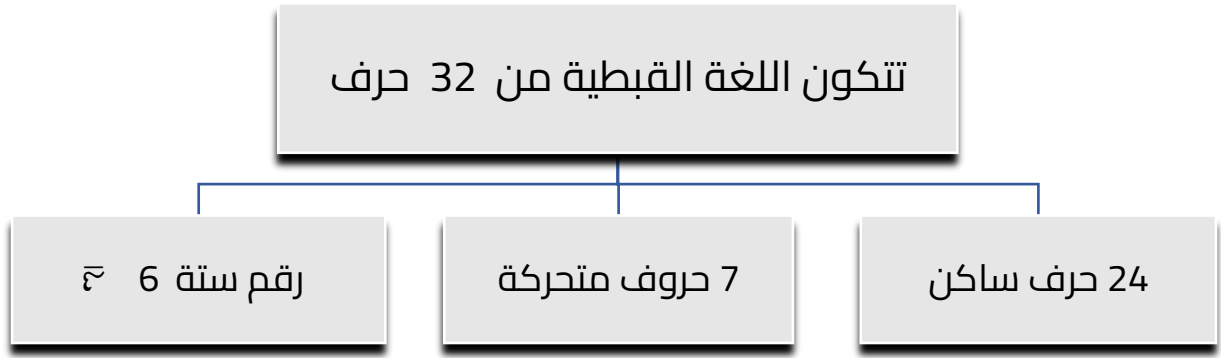 تتكون اللغة القبطية من 32 حرف
24 حرف ساكن
7 حروف متحركة
رقم ستة 6 ⲋ̅